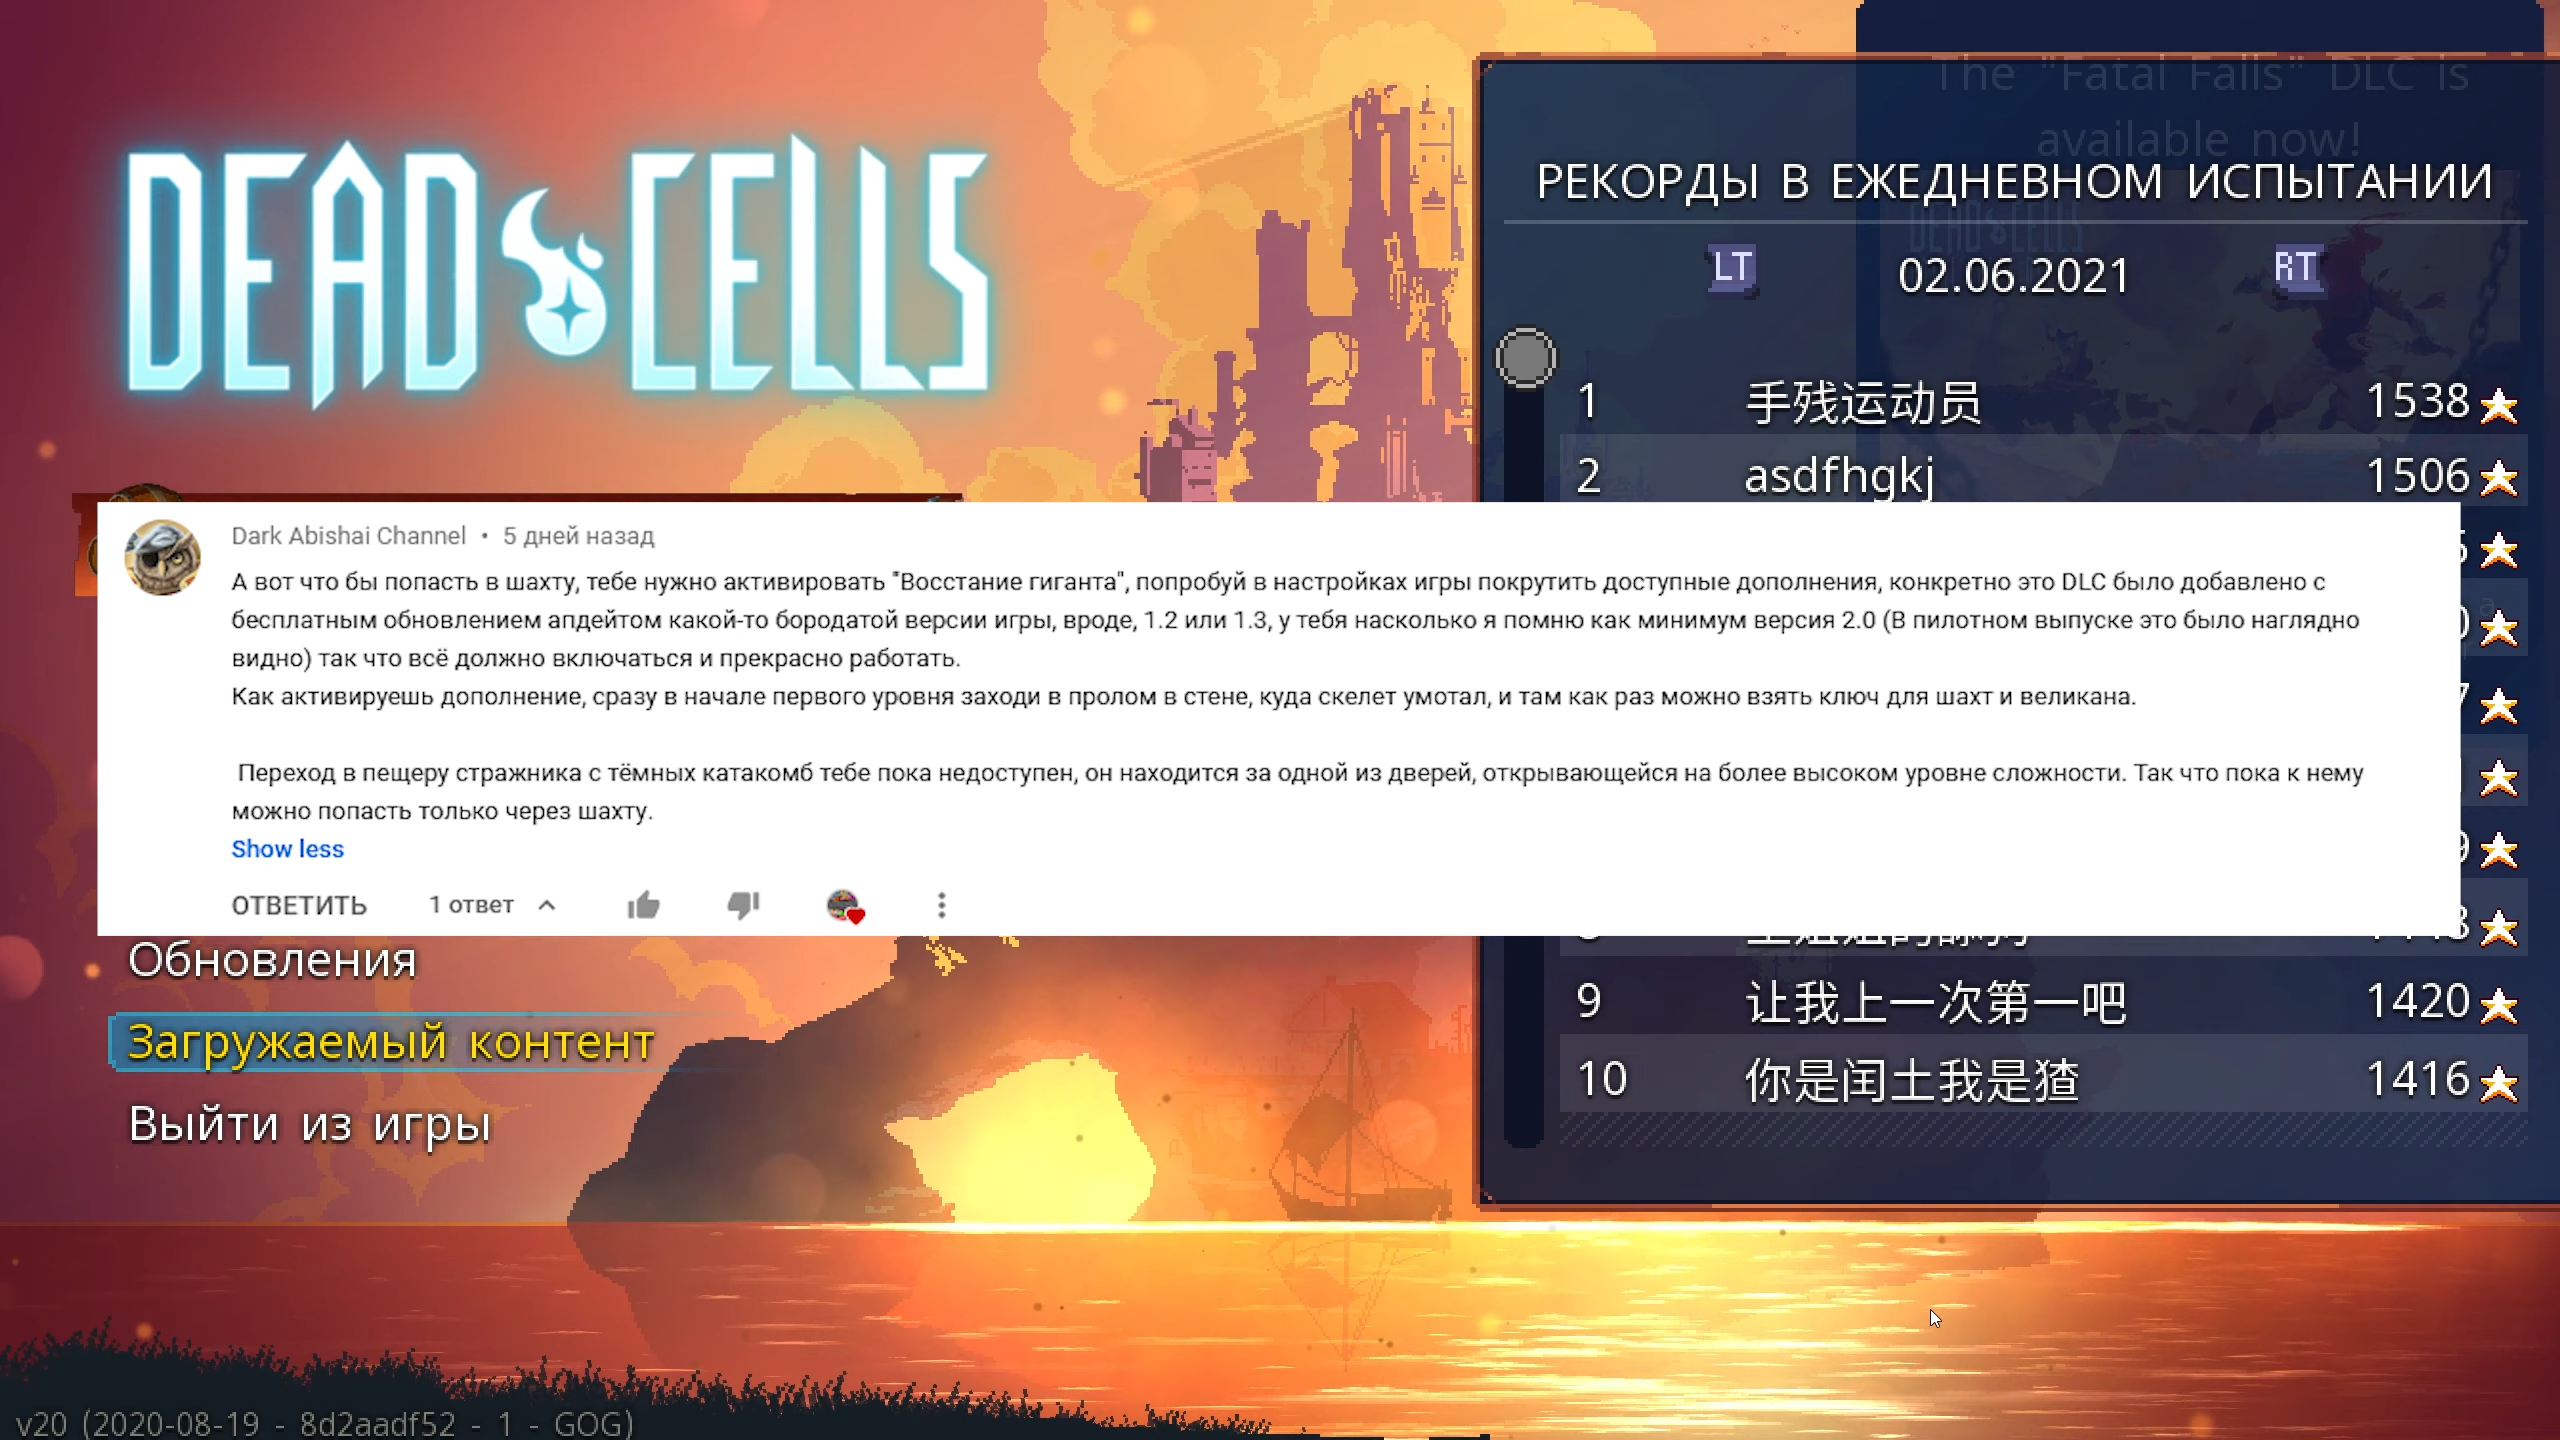 The "Fatal Falls" DLC is
available now!
DEAD CELLS
РЕКОРДЫ В ЕЖЕДНЕВНОМ ИСПЫТАНИИ
LT 02.06.2021 RT
1 手残运动员 1538
2 asdfhgkj 1506
Dark Abishai Channel • 5 дней назад
А вот что бы попасть в шахту, тебе нужно активировать "Восстание гиганта", попробуй в настройках игры покрутить доступные дополнения, конкретно это DLC было добавлено с
бесплатным обновлением апдейтом какой-то бородатой версии игры, вроде, 1.2 или 1.3, у тебя насколько я помню как минимум версия 2.0 (В пилотном выпуске это было наглядно
видно) так что всё должно включаться и прекрасно работать.
Как активируешь дополнение, сразу в начале первого уровня заходи в пролом в стене, куда скелет умотал, и там как раз можно взять ключ для шахт и великана.
Переход в пещеру стражника с тёмных катакомб тебе пока недоступен, он находится за одной из дверей, открывающейся на более высоком уровне сложности. Так что пока к нему
можно попасть только через шахту.
Show less
ОТВЕТИТЬ 1 ответ
Обновления
Загружаемый контент
Выйти из игры
9 让我上一次第一吧 1420
10 你是闰土我是猹 1416
v20 (2020-08-19 - 8d2aadf52 - 1 - GOG)